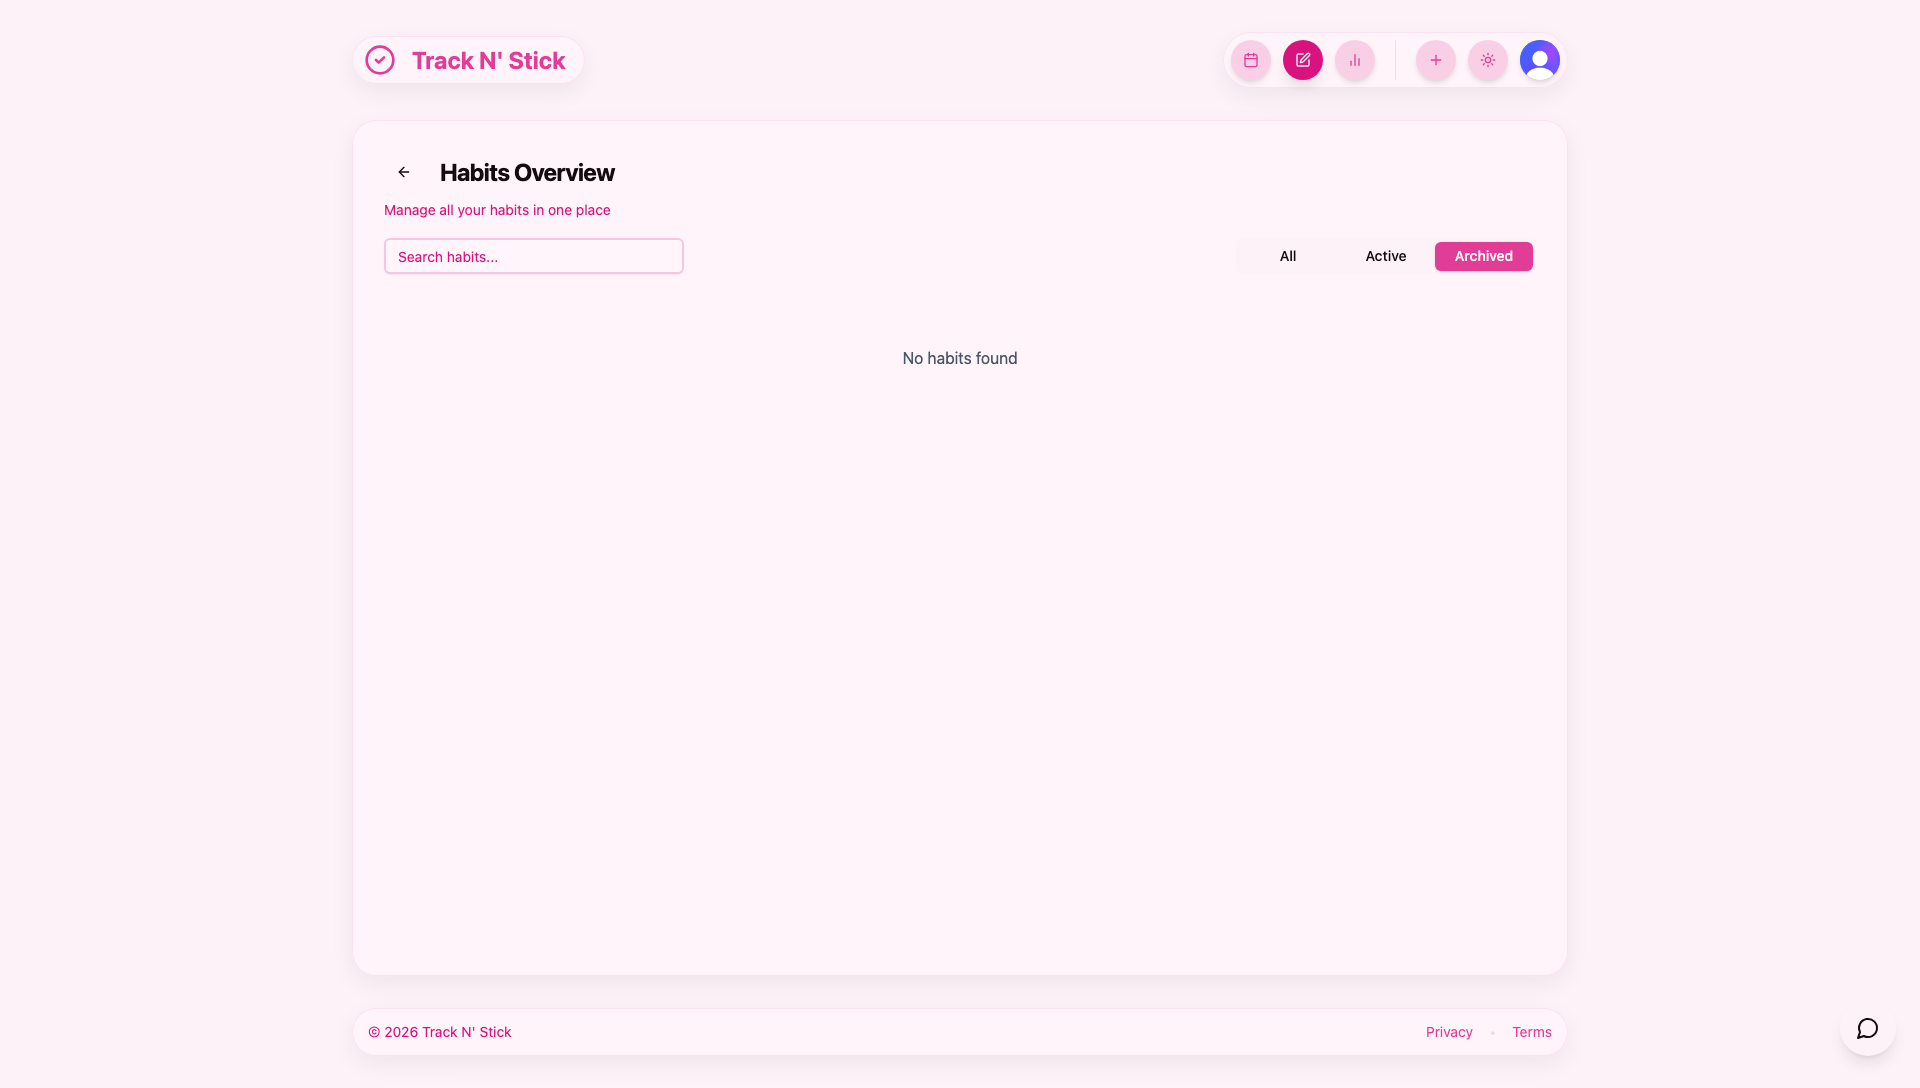 Track N' Stick
Habits Overview
Manage all your habits in one place
Search habits...
All
Active
Archived
No habits found
© 2026 Track N' Stick
Privacy
•
Terms